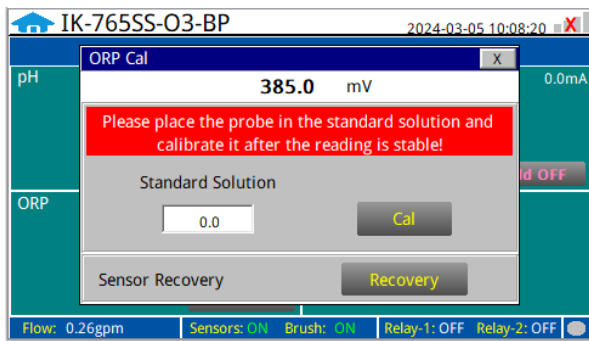 IK-765SS-O3-BP
2024-03-05 10:08:20
X
ORP Cal
X
385.0 mV
pH
0.0mA
Please place the probe in the standard solution and
calibrate it after the reading is stable!
Standard Solution
OFF
ORP
0.0
Cal
Sensor Recovery
Recovery
Flow: 0.26gpm
Sensors: ON
Brush: ON
Relay-1: OFF
Relay-2: OFF